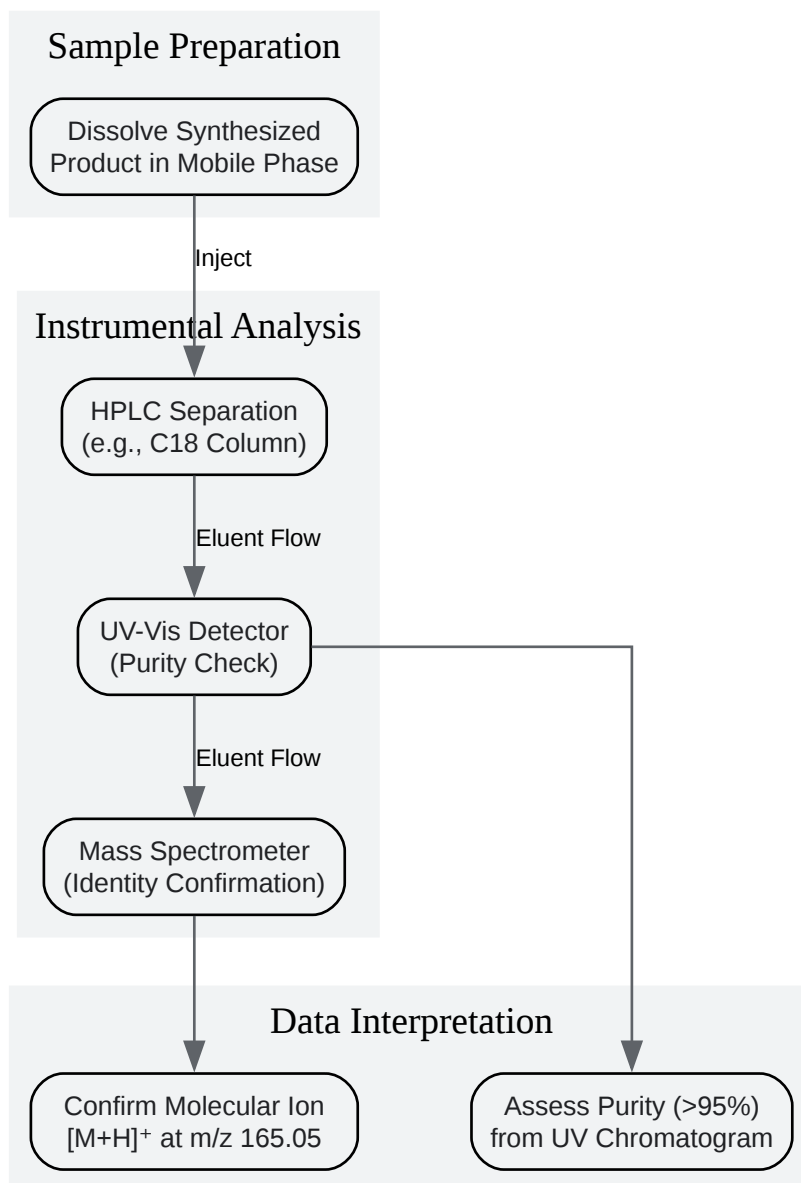 Sample Preparation
Dissolve Synthesized
Product in Mobile Phase
Inject
Instrumental Analysis
HPLC Separation
(e.g., C18 Column)
Eluent Flow
UV-Vis Detector
(Purity Check)
Eluent Flow
Mass Spectrometer
(Identity Confirmation)
Data Interpretation
Confirm Molecular Ion
[M+H]⁺ at m/z 165.05
Assess Purity (>95%)
from UV Chromatogram